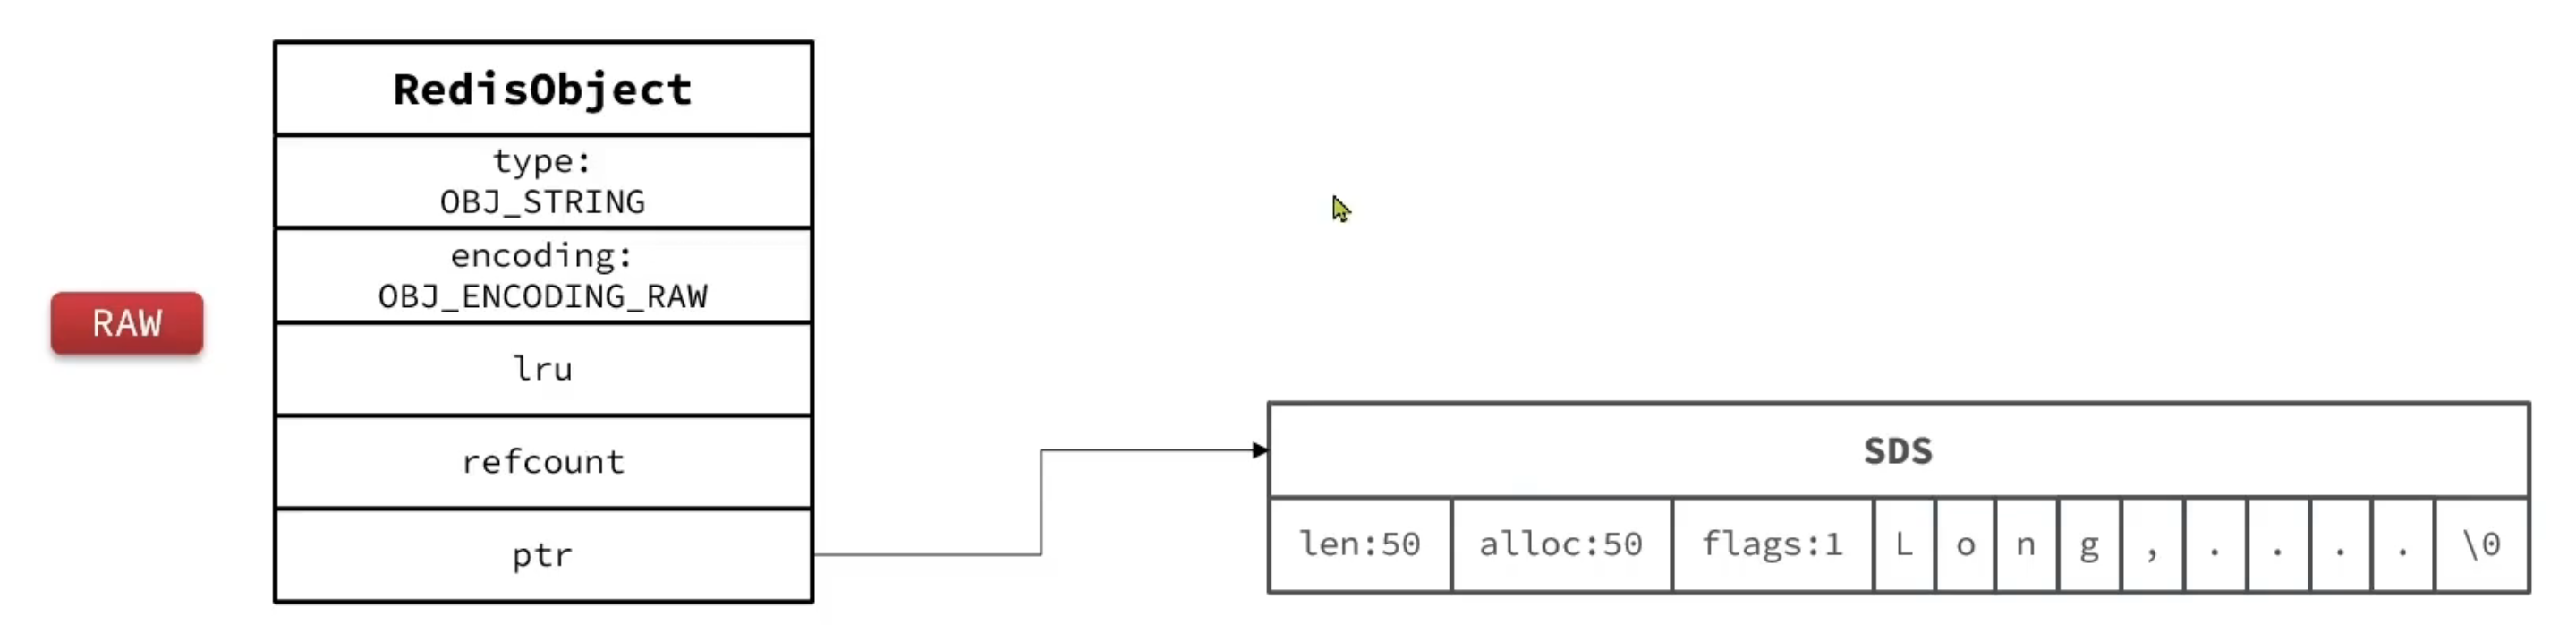 RAW
RedisObject
type:
OBJ_STRING
encoding:
OBJ_ENCODING_RAW
lru
refcount
ptr
SDS
len:50 alloc:50 flags:1 L o n g , . . . . \0